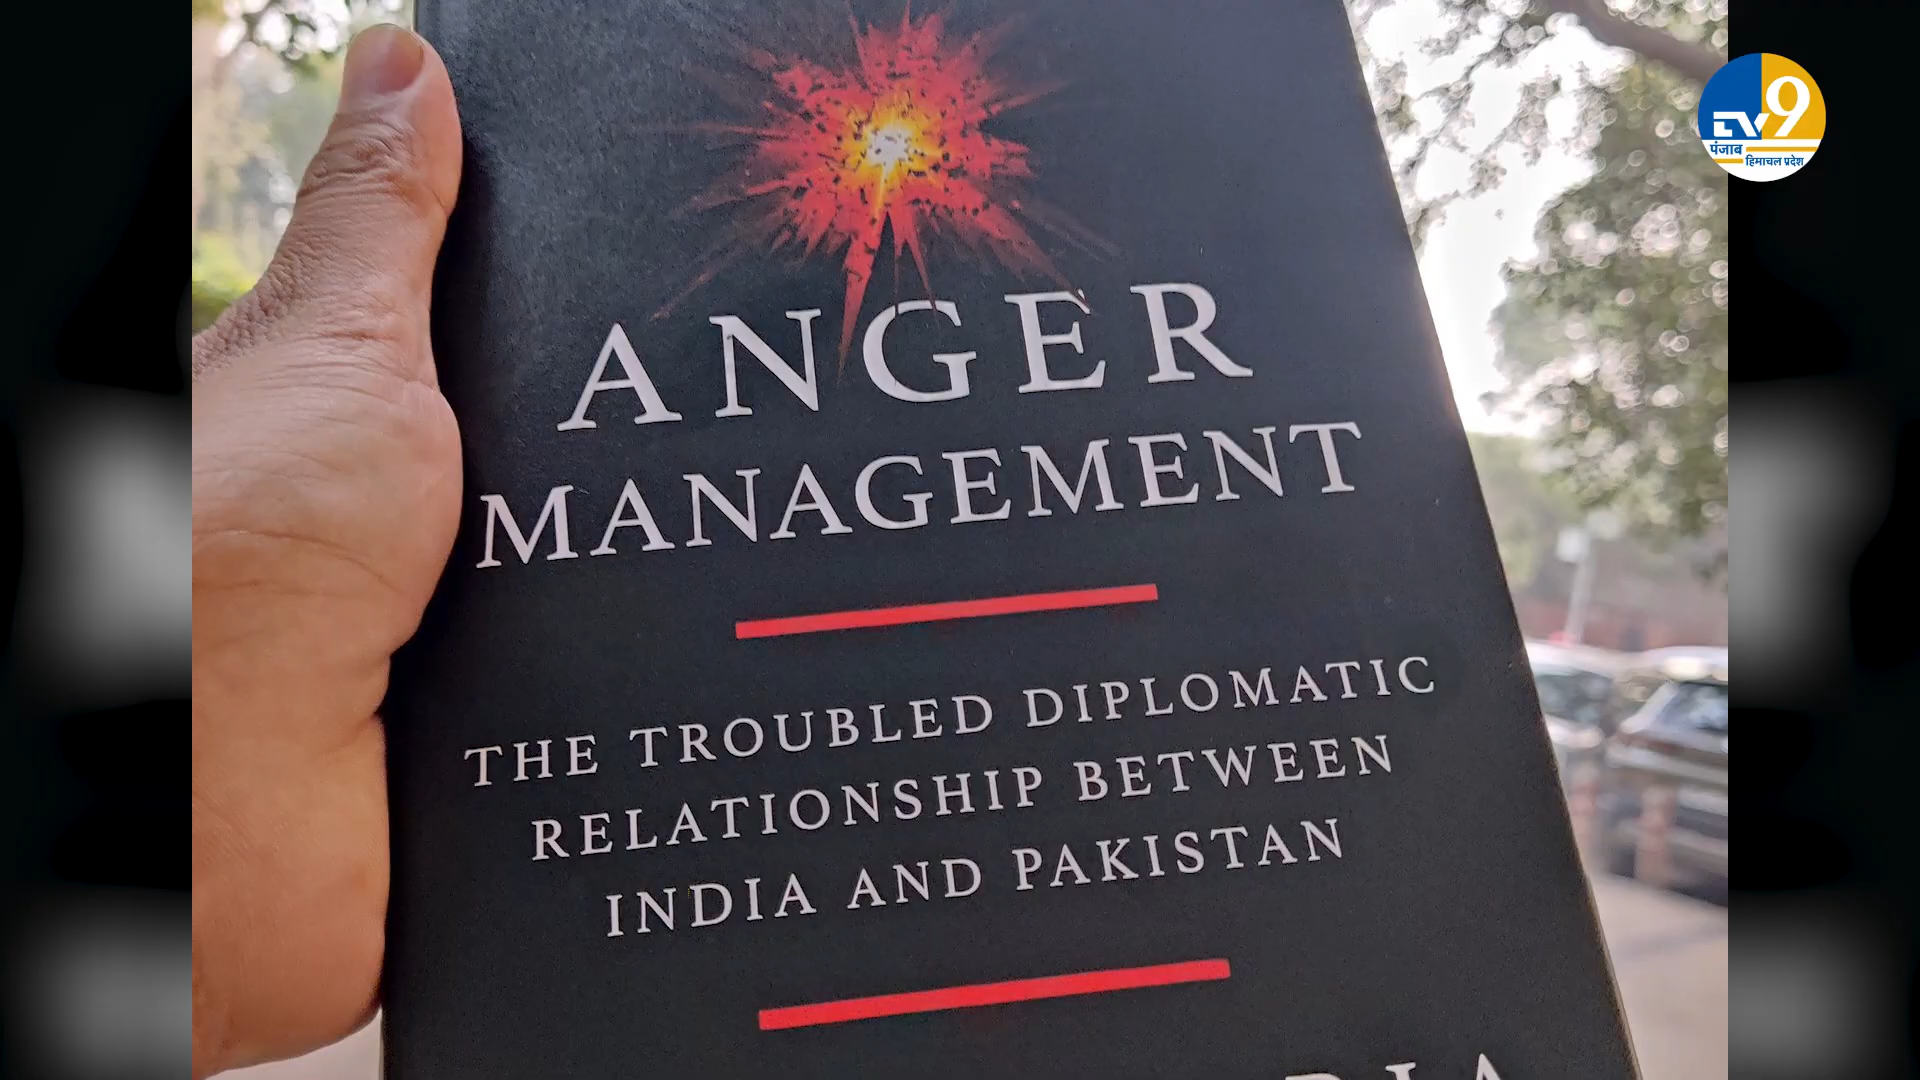 ANGER
MANAGEMENT
THE TROUBLED DIPLOMATIC
RELATIONSHIP BETWEEN
INDIA AND PAKISTAN
TV9
पंजाब
हिमाचल प्रदेश